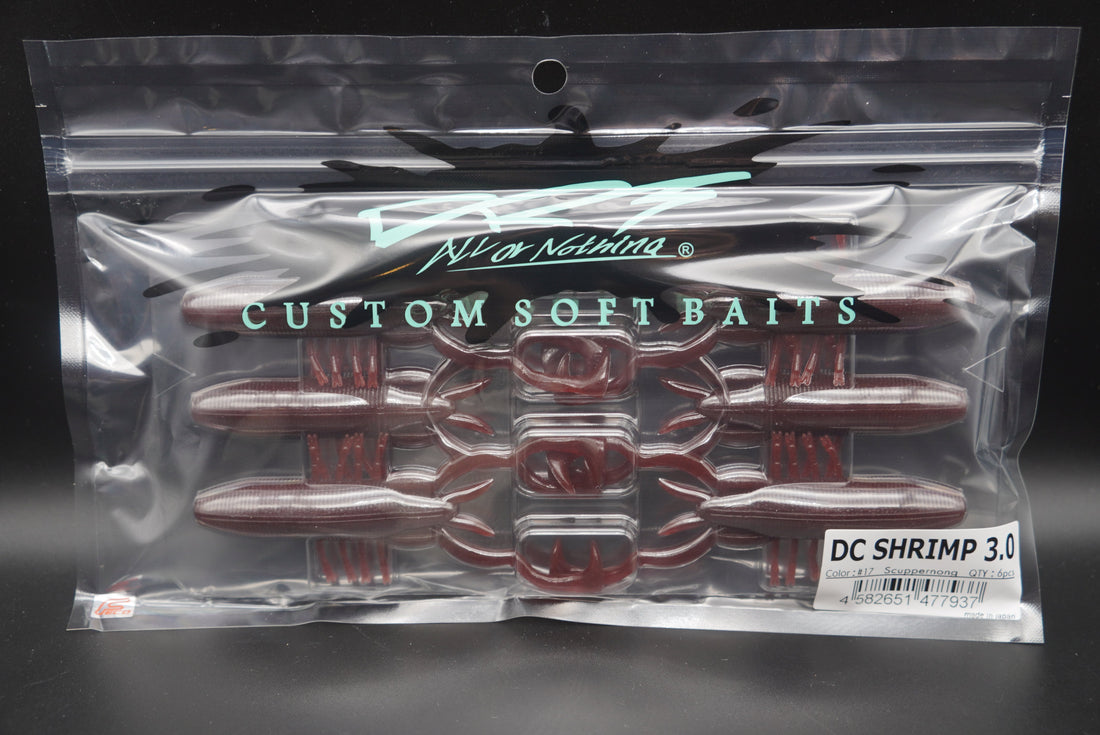 All or Nothing ®
CUSTOM SOFT BAITS
DC SHRIMP 3.0
Color : #17 Scuppernong QTY : 6pcs
4 582651 477937
made in japan